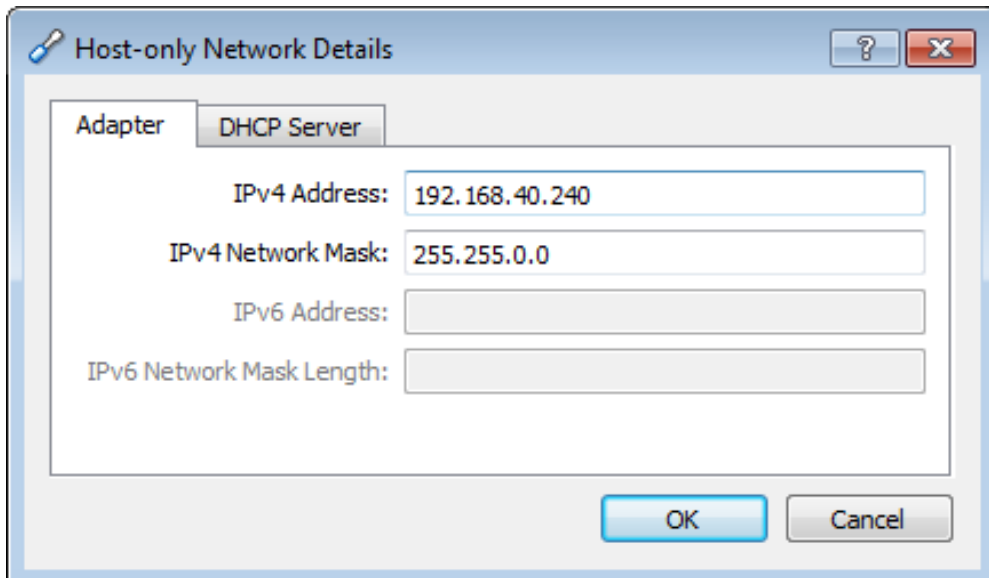 Host-only Network Details
Adapter
DHCP Server
IPv4 Address: 192.168.40.240
IPv4 Network Mask: 255.255.0.0
IPv6 Address:
IPv6 Network Mask Length:
OK Cancel